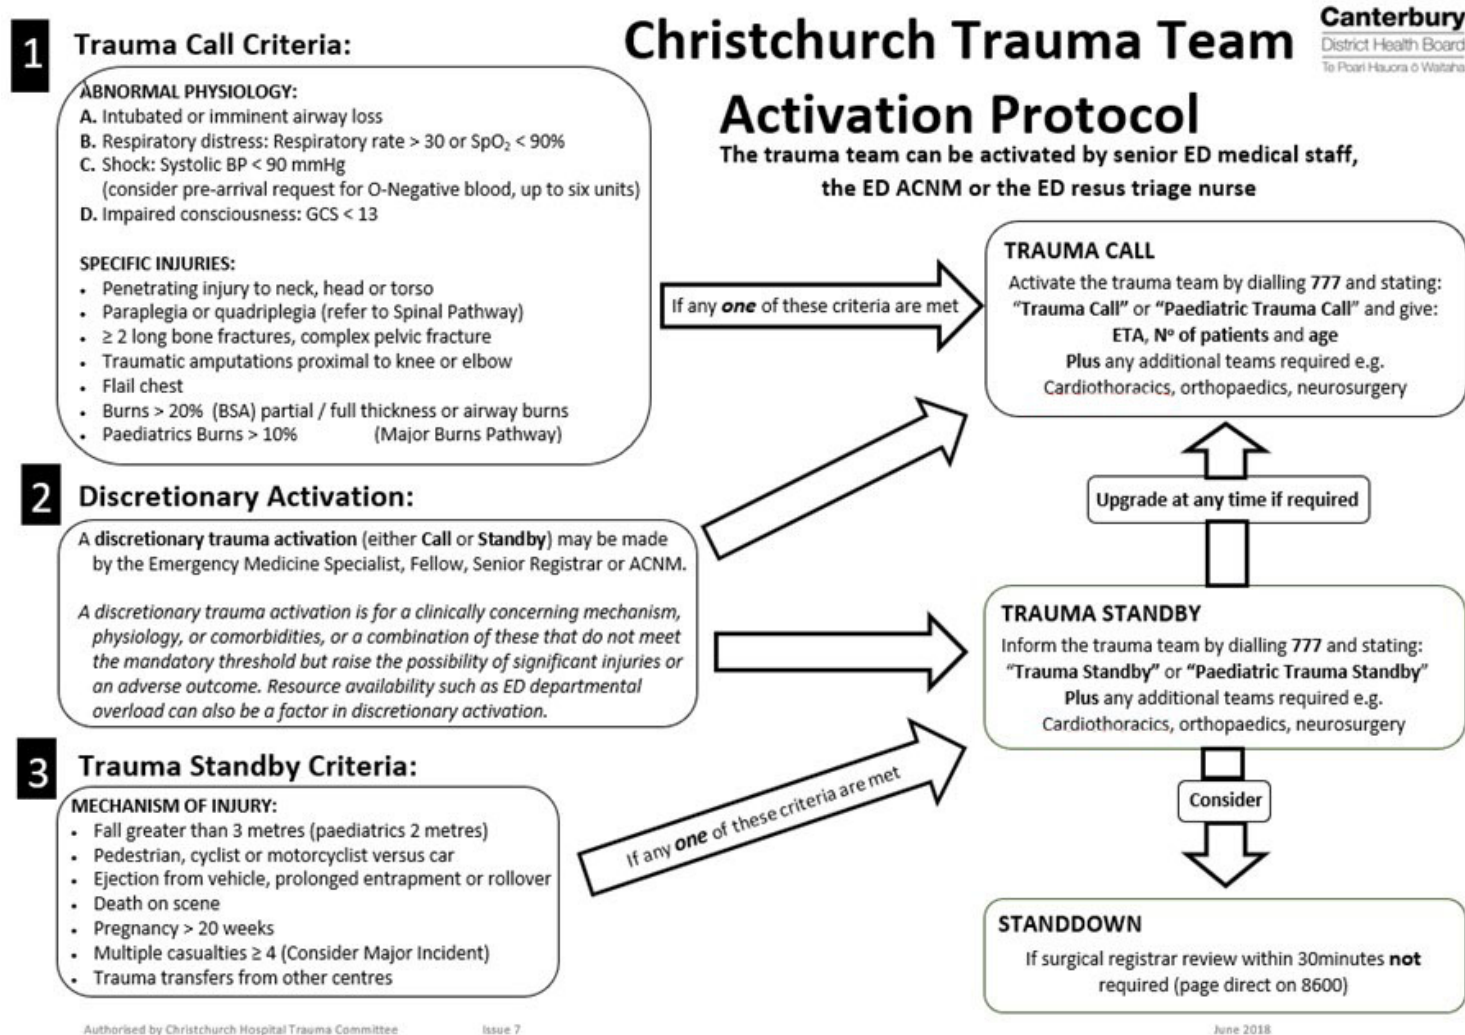 Christchurch Trauma Team
Activation Protocol
Canterbury
District Health Board
Te Poari Hauora ō Waitaha
The trauma team can be activated by senior ED medical staff,
the ED ACNM or the ED resus triage nurse
1
Trauma Call Criteria:
ABNORMAL PHYSIOLOGY:
A. Intubated or imminent airway loss
B. Respiratory distress: Respiratory rate > 30 or SpO₂ < 90%
C. Shock: Systolic BP < 90 mmHg
(consider pre-arrival request for O-Negative blood, up to six units)
D. Impaired consciousness: GCS < 13
SPECIFIC INJURIES:
• Penetrating injury to neck, head or torso
• Paraplegia or quadriplegia (refer to Spinal Pathway)
• ≥ 2 long bone fractures, complex pelvic fracture
• Traumatic amputations proximal to knee or elbow
• Flail chest
• Burns > 20% (BSA) partial / full thickness or airway burns
• Paediatrics Burns > 10% (Major Burns Pathway)
If any one of these criteria are met
TRAUMA CALL
Activate the trauma team by dialling 777 and stating:
“Trauma Call” or “Paediatric Trauma Call” and give:
ETA, Nº of patients and age
Plus any additional teams required e.g.
Cardiothoracics, orthopaedics, neurosurgery
Upgrade at any time if required
2
Discretionary Activation:
A discretionary trauma activation (either Call or Standby) may be made
by the Emergency Medicine Specialist, Fellow, Senior Registrar or ACNM.
A discretionary trauma activation is for a clinically concerning mechanism,
physiology, or comorbidities, or a combination of these that do not meet
the mandatory threshold but raise the possibility of significant injuries or
an adverse outcome. Resource availability such as ED departmental
overload can also be a factor in discretionary activation.
TRAUMA STANDBY
Inform the trauma team by dialling 777 and stating:
“Trauma Standby” or “Paediatric Trauma Standby”
Plus any additional teams required e.g.
Cardiothoracics, orthopaedics, neurosurgery
3
Trauma Standby Criteria:
MECHANISM OF INJURY:
• Fall greater than 3 metres (paediatrics 2 metres)
• Pedestrian, cyclist or motorcyclist versus car
• Ejection from vehicle, prolonged entrapment or rollover
• Death on scene
• Pregnancy > 20 weeks
• Multiple casualties ≥ 4 (Consider Major Incident)
• Trauma transfers from other centres
If any one of these criteria are met
Consider
STANDDOWN
If surgical registrar review within 30minutes not
required (page direct on 8600)
Authorised by Christchurch Hospital Trauma Committee
Issue 7
June 2018